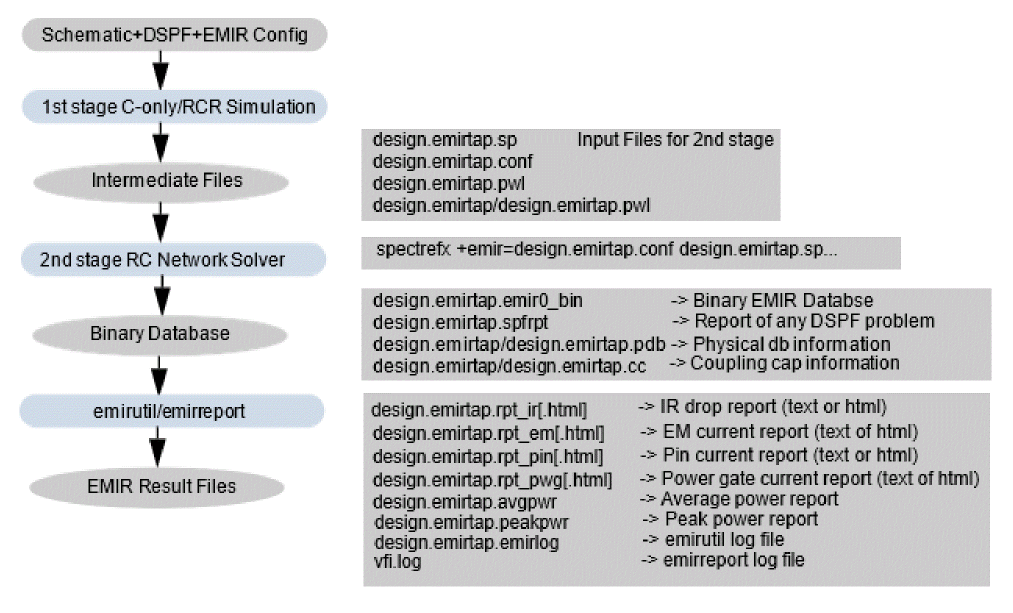 Schematic+DSPF+EMIR Config
1st stage C-only/RCR Simulation
Intermediate Files
design.emirtap.sp Input Files for 2nd stage
design.emirtap.conf
design.emirtap.pwl
design.emirtap/design.emirtap.pwl
2nd stage RC Network Solver
spectrefx +emir=design.emirtap.conf design.emirtap.sp...
Binary Database
design.emirtap.emir0_bin -> Binary EMIR Databse
design.emirtap.spfrpt -> Report of any DSPF problem
design.emirtap/design.emirtap.pdb -> Physical db information
design.emirtap/design.emirtap.cc -> Coupling cap information
emirutil/emirreport
EMIR Result Files
design.emirtap.rpt_ir[.html] -> IR drop report (text or html)
design.emirtap.rpt_em[.html] -> EM current report (text of html)
design.emirtap.rpt_pin[.html] -> Pin current report (text or html)
design.emirtap.rpt_pwg[.html] -> Power gate current report (text of html)
design.emirtap.avgpwr -> Average power report
design.emirtap.peakpwr -> Peak power report
design.emirtap.emirlog -> emirutil log file
vfi.log -> emirreport log file